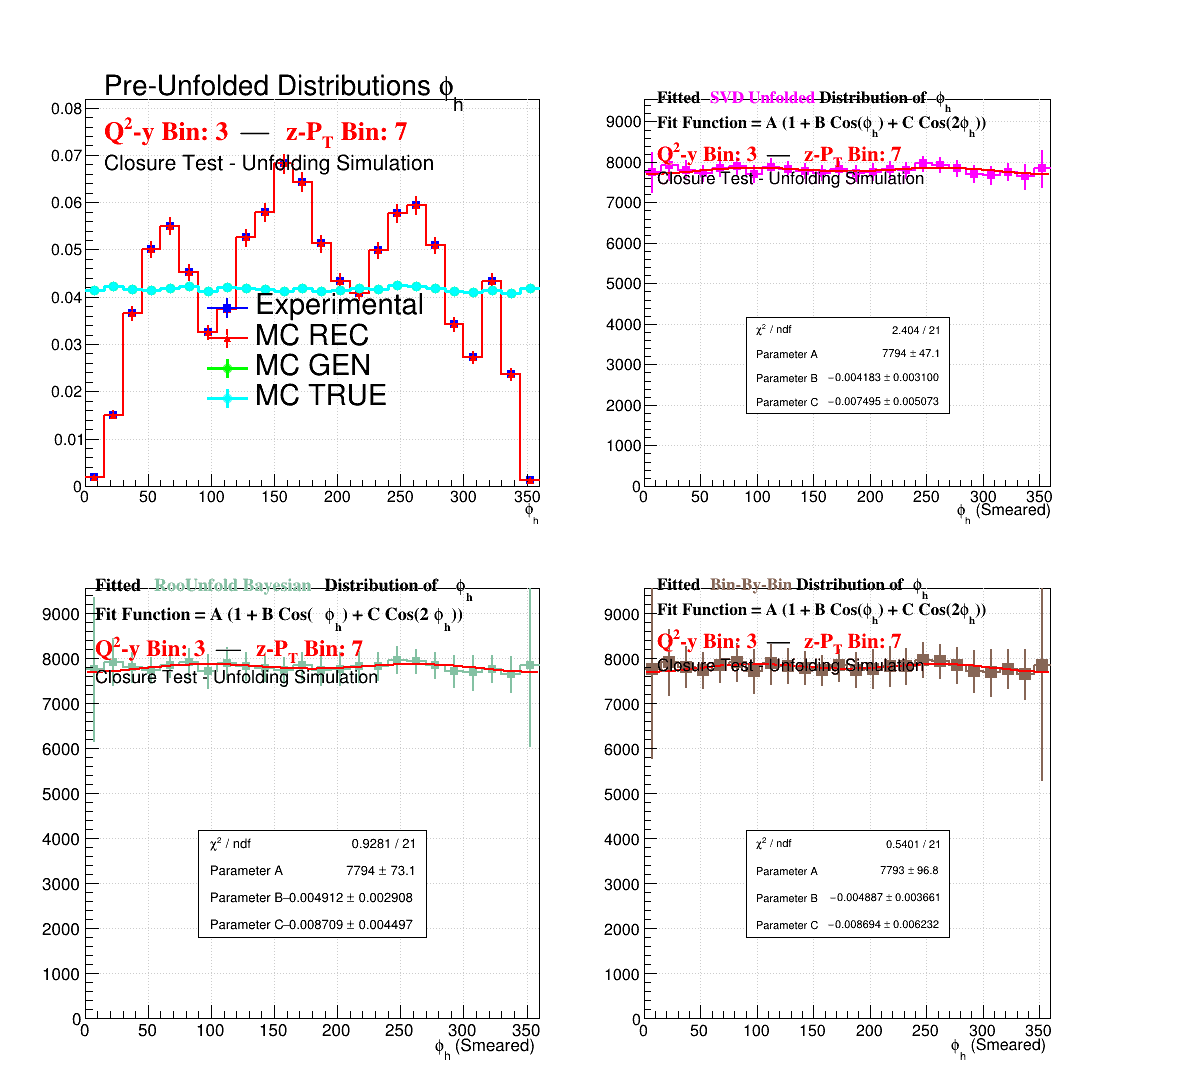 Pre-Unfolded Distributions ϕh
Q2-y Bin: 3 — z-PT Bin: 7
Closure Test - Unfolding Simulation
0.08
0.07
0.06
0.05
0.04
0.03
0.02
0.01
0
Experimental
MC REC
MC GEN
MC TRUE
0 50 100 150 200 250 300 350
ϕh
Fitted SVD Unfolded Distribution of ϕh
Fit Function = A (1 + B Cos(ϕh) + C Cos(2ϕh))
Q2-y Bin: 3 — z-PT Bin: 7
Closure Test - Unfolding Simulation
9000
8000
7000
6000
5000
4000
3000
2000
1000
0
χ2 / ndf 2.404 / 21
Parameter A 7794 ± 47.1
Parameter B −0.004183 ± 0.003100
Parameter C −0.007495 ± 0.005073
0 50 100 150 200 250 300 350
ϕh (Smeared)
Fitted RooUnfold Bayesian Distribution of ϕh
Fit Function = A (1 + B Cos( ϕh) + C Cos(2 ϕh))
Q2-y Bin: 3 — z-PT Bin: 7
Closure Test - Unfolding Simulation
9000
8000
7000
6000
5000
4000
3000
2000
1000
0
χ2 / ndf 0.9281 / 21
Parameter A 7794 ± 73.1
Parameter B −0.004912 ± 0.002908
Parameter C −0.008709 ± 0.004497
0 50 100 150 200 250 300 350
ϕh (Smeared)
Fitted Bin-By-Bin Distribution of ϕh
Fit Function = A (1 + B Cos(ϕh) + C Cos(2ϕh))
Q2-y Bin: 3 — z-PT Bin: 7
Closure Test - Unfolding Simulation
9000
8000
7000
6000
5000
4000
3000
2000
1000
0
χ2 / ndf 0.5401 / 21
Parameter A 7793 ± 96.8
Parameter B −0.004887 ± 0.003661
Parameter C −0.008694 ± 0.006232
0 50 100 150 200 250 300 350
ϕh (Smeared)